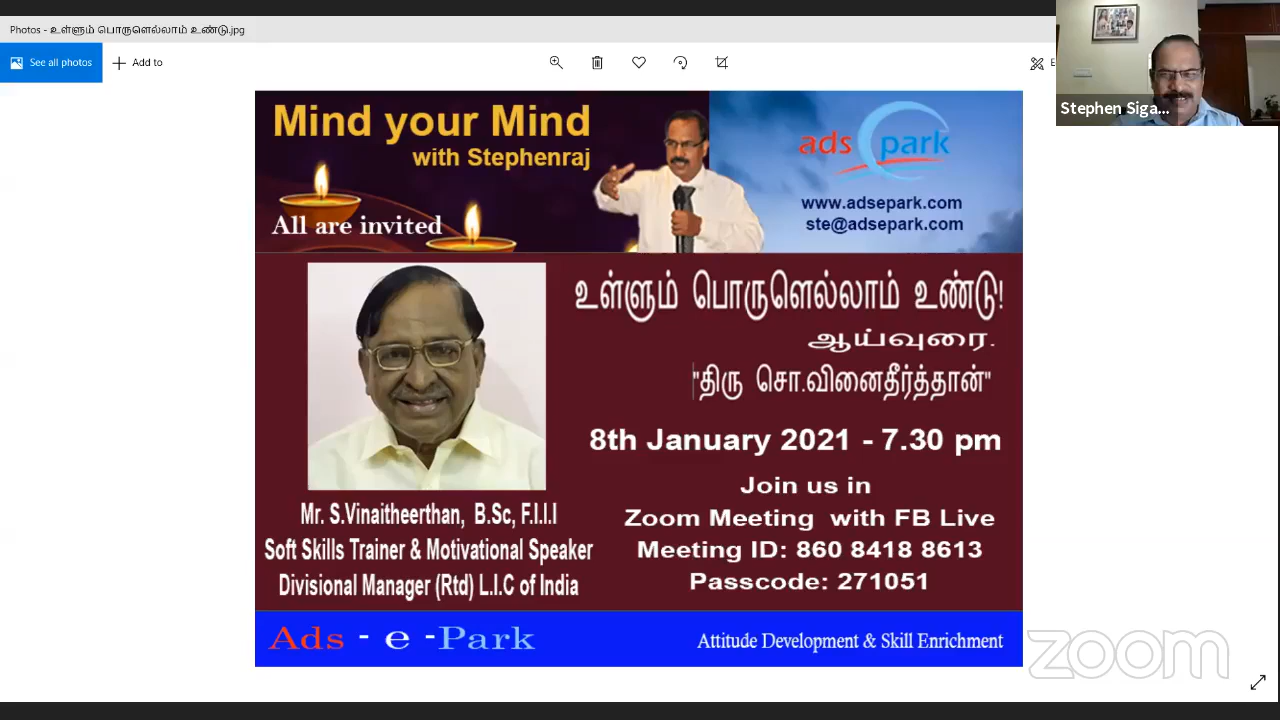 Photos - உள்ளும் பொருளெல்லாம் உண்டு.jpg
See all photos
Add to
Stephen Siga...
Mind your Mind
with Stephenraj
All are invited
ads park
www.adsepark.com
ste@adsepark.com
உள்ளும் பொருளெல்லாம் உண்டு!
ஆய்வுரை.
"திரு சொ.வினைதீர்த்தான்"
8th January 2021 - 7.30 pm
Join us in
Zoom Meeting with FB Live
Meeting ID: 860 8418 8613
Passcode: 271051
Mr. S.Vinaitheerthan, B.Sc, F.I.I.I
Soft Skills Trainer & Motivational Speaker
Divisional Manager (Rtd) L.I.C of India
Ads - e -Park
Attitude Development & Skill Enrichment
zoom